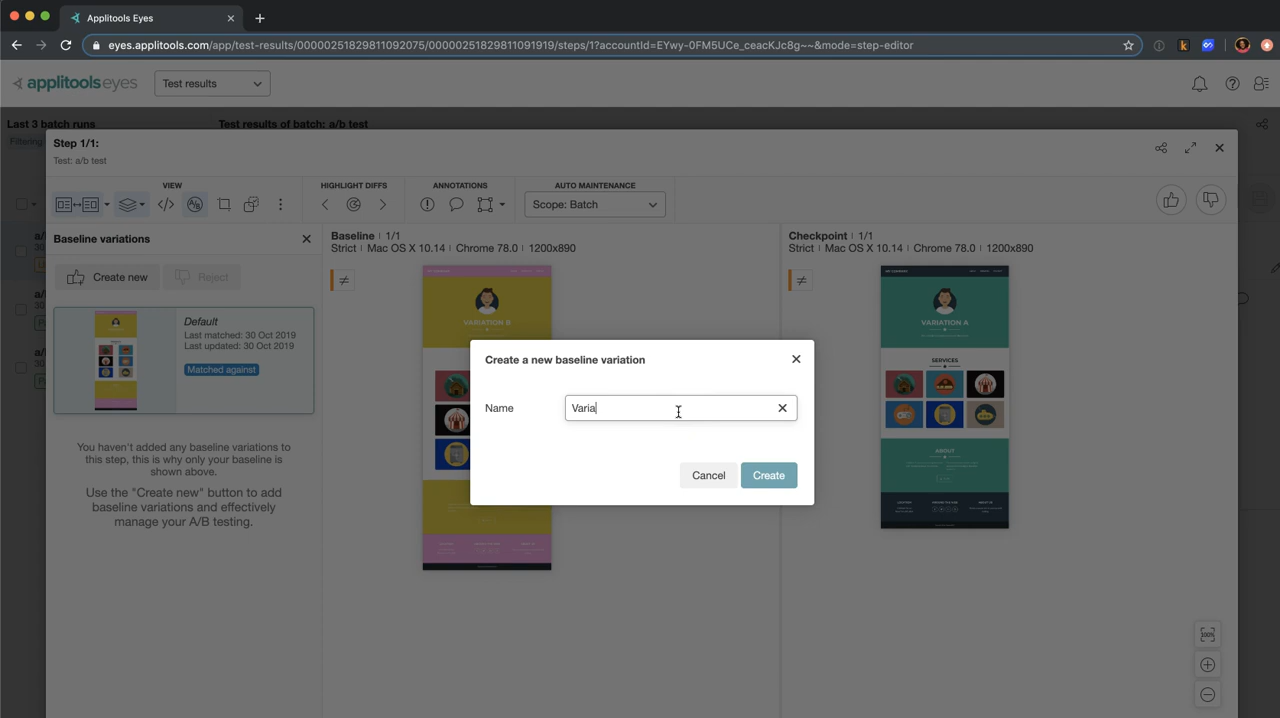 Applitools Eyes
eyes.applitools.com/app/test-results/00000251829811092075/00000251829811091919/steps/1?accountId=EYwy-0FM5UCe_ceacKJc8g~~&mode=step-editor
applitools eyes
Test results
Last 3 batch runs
Test results of batch: a/b test
Filtering
Step 1/1:
Test: a/b test
VIEW
HIGHLIGHT DIFFS
ANNOTATIONS
AUTO MAINTENANCE
Scope: Batch
Baseline variations
Create new
Reject
Default
Last matched: 30 Oct 2019
Last updated: 30 Oct 2019
Matched against
You haven't added any baseline variations to
this step, this is why only your baseline is
shown above.
Use the "Create new" button to add
baseline variations and effectively
manage your A/B testing.
Baseline | 1/1
Strict | Mac OS X 10.14 | Chrome 78.0 | 1200x890
VARIATION B
Checkpoint | 1/1
Strict | Mac OS X 10.14 | Chrome 78.0 | 1200x890
MY COMPANY
VARIATION A
SERVICES
ABOUT
Create a new baseline variation
Name
Varia
Cancel
Create
100%